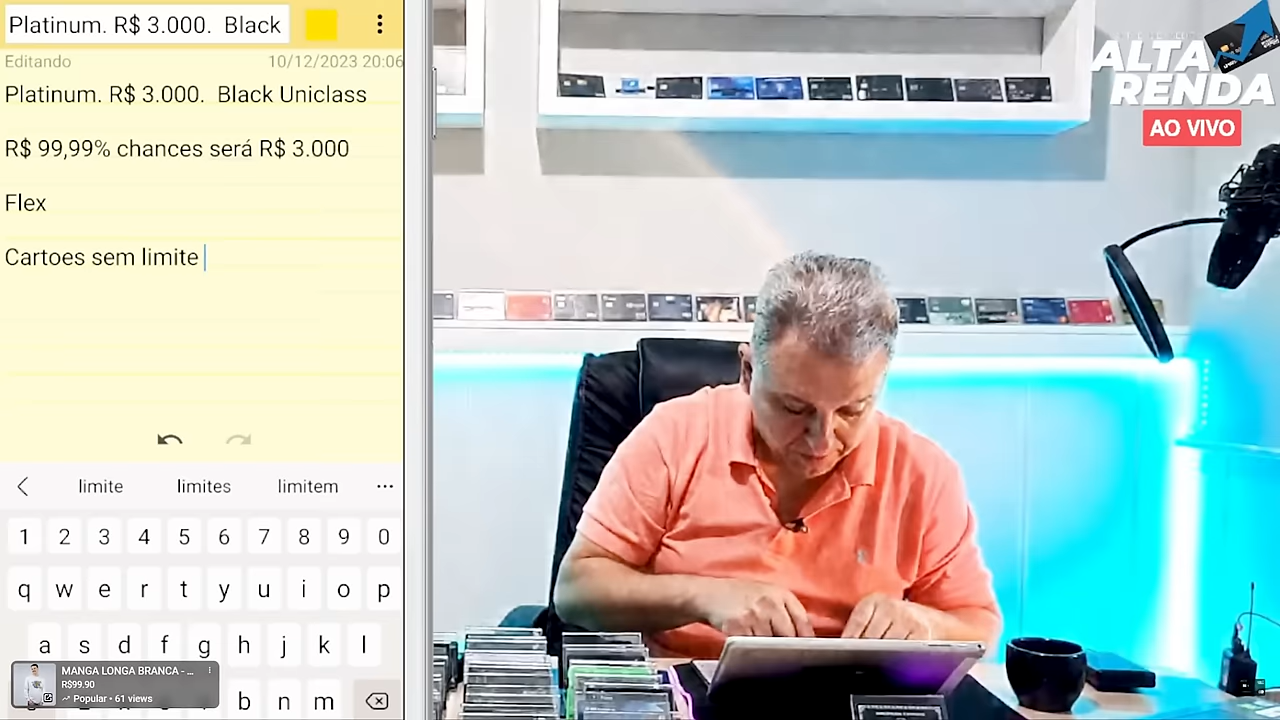 Platinum. R$ 3.000.  Black
Editando
10/12/2023 20:06
Platinum. R$ 3.000.  Black Uniclass
R$ 99,99% chances será R$ 3.000
Flex
Cartoes sem limite
limite limites limitem
1 2 3 4 5 6 7 8 9 0
q w e r t y u i o p
a s d f g h j k l
b n m
MANGA LONGA BRANCA - ...
R$99.90
Popular • 61 views
ALTA
RENDA
AO VIVO